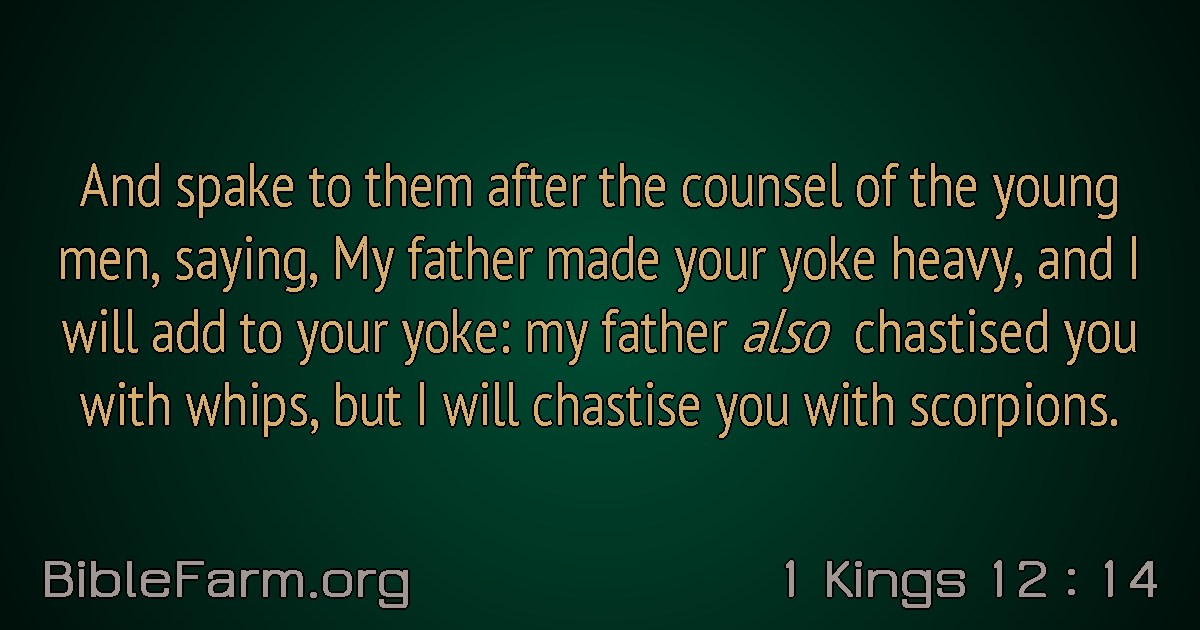 And spake to them after the counsel of the young
men, saying, My father made your yoke heavy, and I
will add to your yoke: my father also chastised you
with whips, but I will chastise you with scorpions.
BibleFarm.org
1 Kings 12 : 14